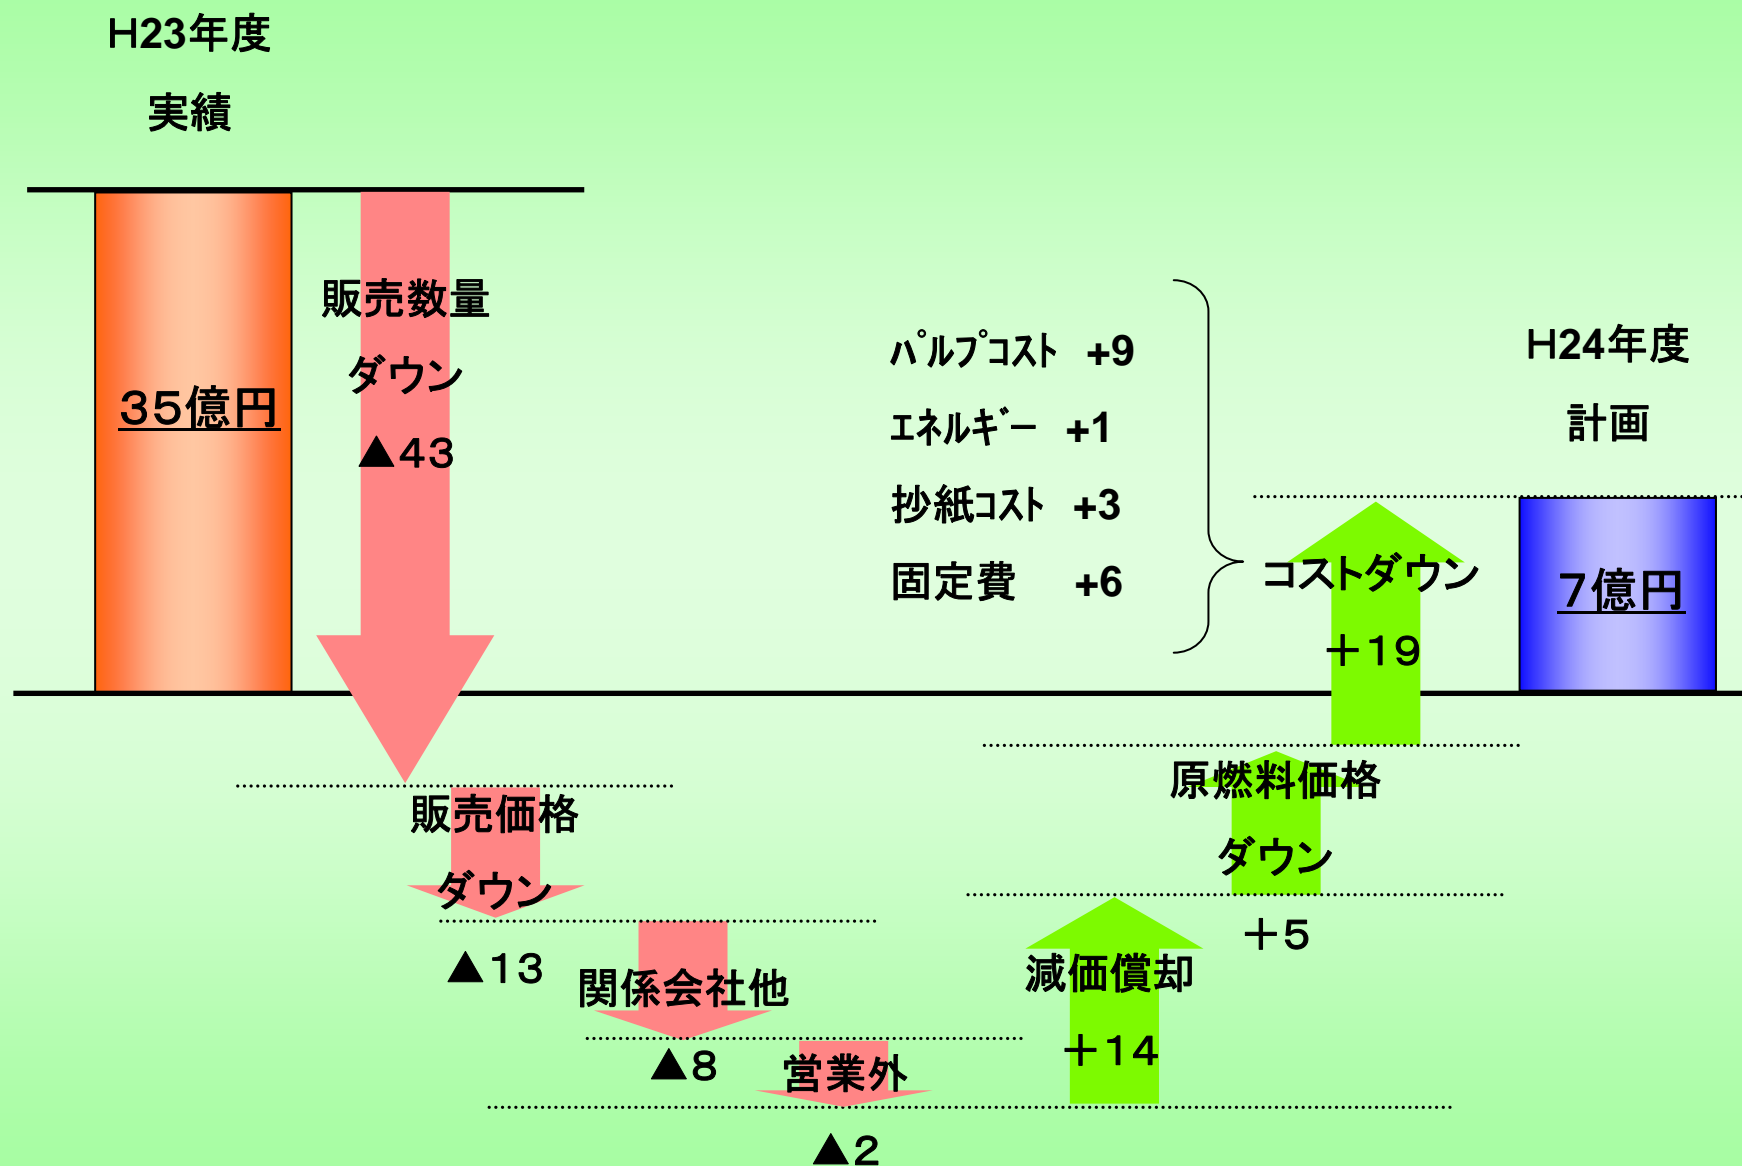 H23年度
実績
35億円
販売数量
ダウン
▲43
販売価格
ダウン
▲13
関係会社他
▲8
営業外
▲2
減価償却
+14
原燃料価格
ダウン
+5
ﾊﾟﾙﾌﾟｺｽﾄ +9
ｴﾈﾙｷﾞｰ +1
抄紙ｺｽﾄ +3
固定費 +6
コストダウン
+19
H24年度
計画
7億円